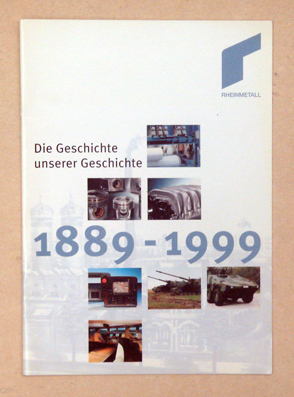 RHEINMETALL
Die Geschichte
unserer Geschichte
1889-1999